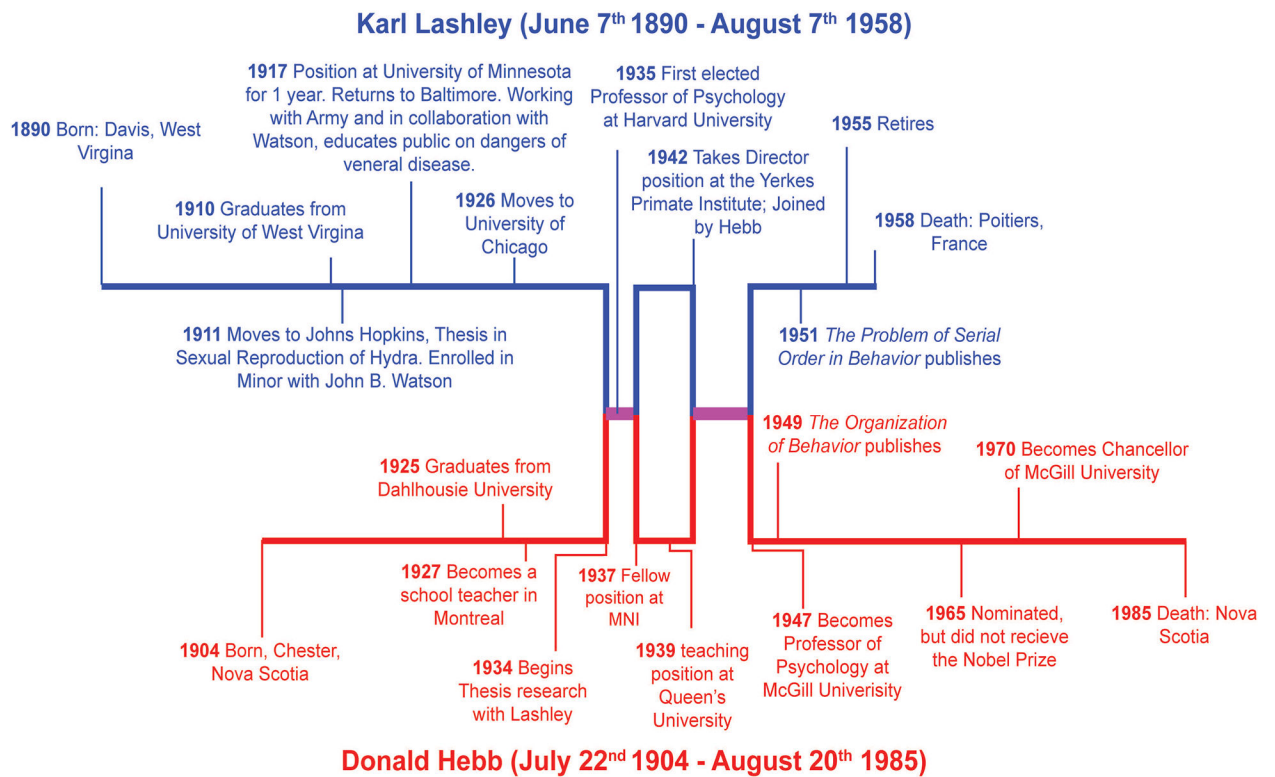 Karl Lashley (June 7th 1890 - August 7th 1958)
1890 Born: Davis, West
Virgina
1910 Graduates from
University of West Virgina
1917 Position at University of Minnesota
for 1 year. Returns to Baltimore. Working
with Army and in collaboration with
Watson, educates public on dangers of
veneral disease.
1926 Moves to
University of
Chicago
1935 First elected
Professor of Psychology
at Harvard University
1942 Takes Director
position at the Yerkes
Primate Institute; Joined
by Hebb
1955 Retires
1958 Death: Poitiers,
France
1911 Moves to Johns Hopkins, Thesis in
Sexual Reproduction of Hydra. Enrolled in
Minor with John B. Watson
1951 The Problem of Serial
Order in Behavior publishes
1949 The Organization
of Behavior publishes
1970 Becomes Chancellor
of McGill University
1925 Graduates from
Dahlhousie University
1904 Born, Chester,
Nova Scotia
1927 Becomes a
school teacher in
Montreal
1934 Begins
Thesis research
with Lashley
1937 Fellow
position at
MNI
1939 teaching
position at
Queen's
University
1947 Becomes
Professor of
Psychology at
McGill Univerisity
1965 Nominated,
but did not recieve
the Nobel Prize
1985 Death: Nova
Scotia
Donald Hebb (July 22nd 1904 - August 20th 1985)